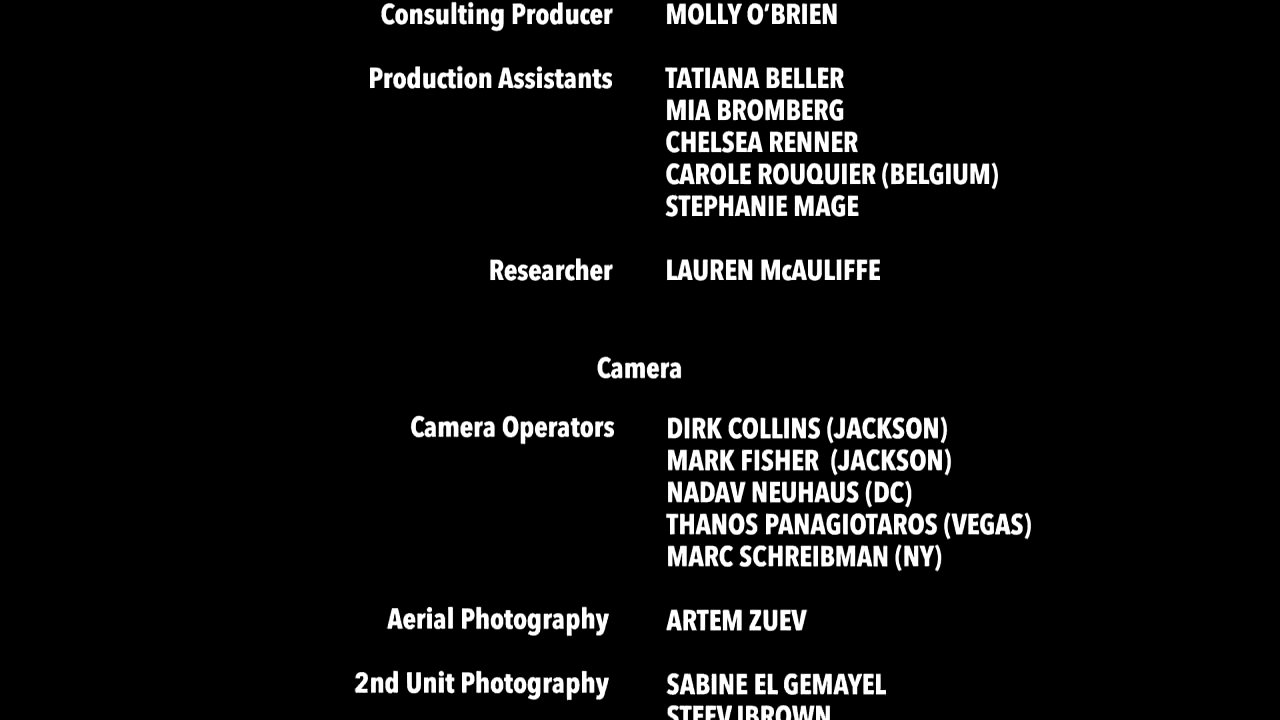 Consulting Producer MOLLY O'BRIEN
Production Assistants TATIANA BELLER
MIA BROMBERG
CHELSEA RENNER
CAROLE ROUQUIER (BELGIUM)
STEPHANIE MAGE
Researcher LAUREN McAULIFFE
Camera
Camera Operators DIRK COLLINS (JACKSON)
MARK FISHER (JACKSON)
NADAV NEUHAUS (DC)
THANOS PANAGIOTAROS (VEGAS)
MARC SCHREIBMAN (NY)
Aerial Photography ARTEM ZUEV
2nd Unit Photography SABINE EL GEMAYEL